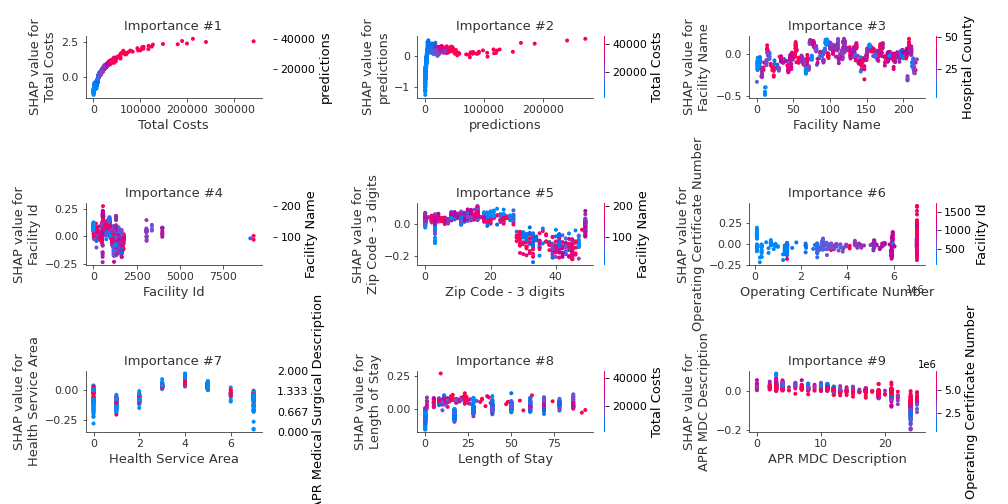 Importance #1
SHAP value for
Total Costs
2.5
0.0
0
100000
200000
300000
Total Costs
40000
20000
predictions
Importance #2
SHAP value for
predictions
0
−1
0
10000
20000
predictions
40000
20000
Total Costs
Importance #3
SHAP value for
Facility Name
0.0
−0.5
0
50
100
150
200
Facility Name
50
25
Hospital County
Importance #4
SHAP value for
Facility Id
0.25
0.00
−0.25
0
2500
5000
7500
Facility Id
200
100
Facility Name
Importance #5
SHAP value for
Zip Code - 3 digits
0.0
−0.2
0
20
40
Zip Code - 3 digits
200
100
Facility Name
Importance #6
SHAP value for
Operating Certificate Number
0.25
0.00
−0.25
0
2
4
6
1e6
Operating Certificate Number
1500
1000
500
Facility Id
Importance #7
SHAP value for
Health Service Area
0.00
−0.25
0
2
4
6
Health Service Area
2.000
1.333
0.667
0.000
APR Medical Surgical Description
Importance #8
SHAP value for
Length of Stay
0.25
0.00
0
25
50
75
Length of Stay
40000
20000
Total Costs
Importance #9
SHAP value for
APR MDC Description
0.0
−0.2
0
10
20
APR MDC Description
1e6
5.0
2.5
Operating Certificate Number